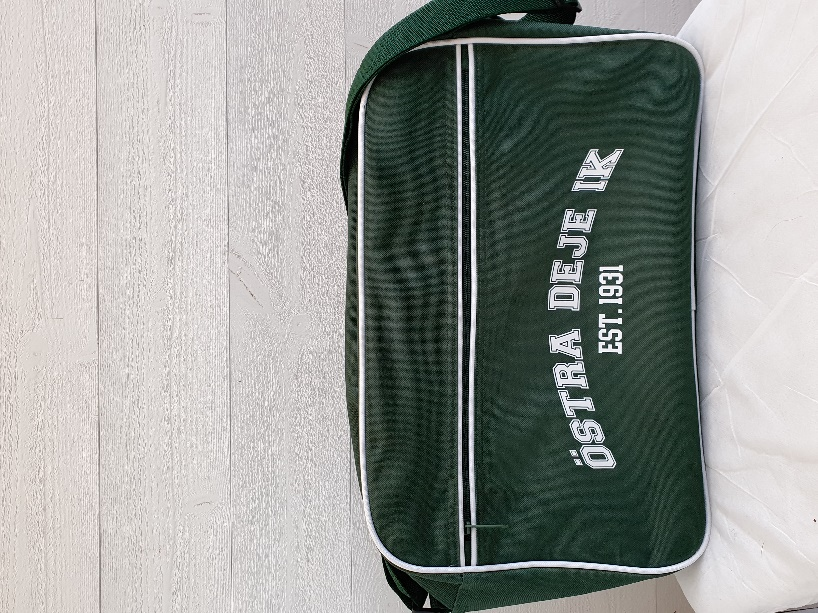 ÖSTRA DEJE IK
EST. 1931